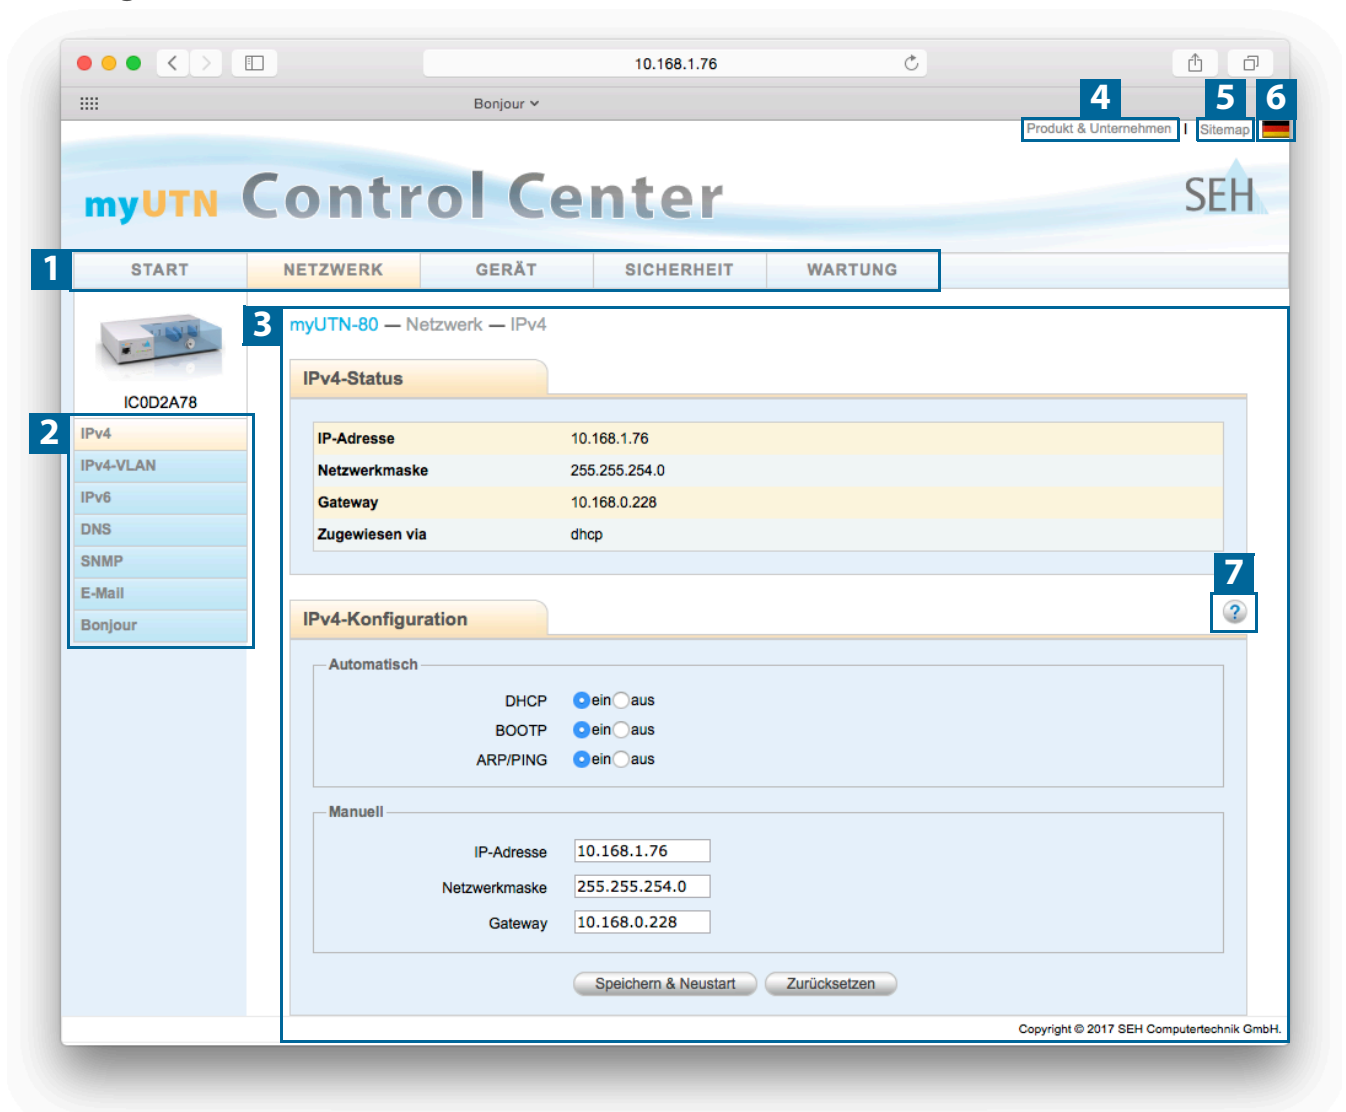 10.168.1.76
Bonjour
4 5 6
Produkt & Unternehmen | Sitemap
myUTN Control Center
SEH
1
START NETZWERK GERÄT SICHERHEIT WARTUNG
3
myUTN-80 — Netzwerk — IPv4
IC0D2A78
2
IPv4
IPv4-VLAN
IPv6
DNS
SNMP
E-Mail
Bonjour
IPv4-Status
IP-Adresse 10.168.1.76
Netzwerkmaske 255.255.254.0
Gateway 10.168.0.228
Zugewiesen via dhcp
7
IPv4-Konfiguration ?
Automatisch
DHCP ein aus
BOOTP ein aus
ARP/PING ein aus
Manuell
IP-Adresse 10.168.1.76
Netzwerkmaske 255.255.254.0
Gateway 10.168.0.228
Speichern & Neustart Zurücksetzen
Copyright © 2017 SEH Computertechnik GmbH.